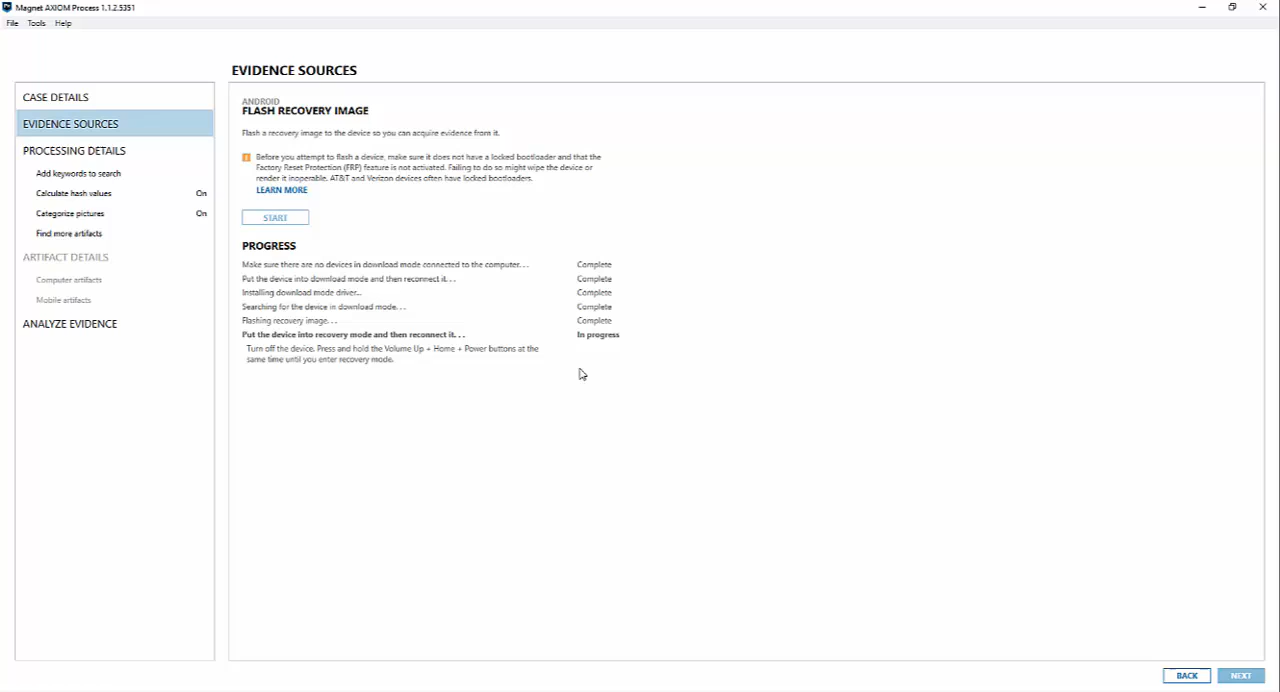 Magnet AXIOM Process 1.1.2.5351
File Tools Help
EVIDENCE SOURCES
CASE DETAILS
EVIDENCE SOURCES
PROCESSING DETAILS
Add keywords to search
Calculate hash values On
Categorize pictures On
Find more artifacts
ARTIFACT DETAILS
Computer artifacts
Mobile artifacts
ANALYZE EVIDENCE
ANDROID
FLASH RECOVERY IMAGE
Flash a recovery image to the device so you can acquire evidence from it.
Before you attempt to flash a device, make sure it does not have a locked bootloader and that the
Factory Reset Protection (FRP) feature is not activated. Failing to do so might wipe the device or
render it inoperable. AT&T and Verizon devices often have locked bootloaders.
LEARN MORE
START
PROGRESS
Make sure there are no devices in download mode connected to the computer... Complete
Put the device into download mode and then reconnect it... Complete
Installing download mode driver... Complete
Searching for the device in download mode... Complete
Flashing recovery image... Complete
Put the device into recovery mode and then reconnect it... In progress
Turn off the device. Press and hold the Volume Up + Home + Power buttons at the
same time until you enter recovery mode.
BACK NEXT